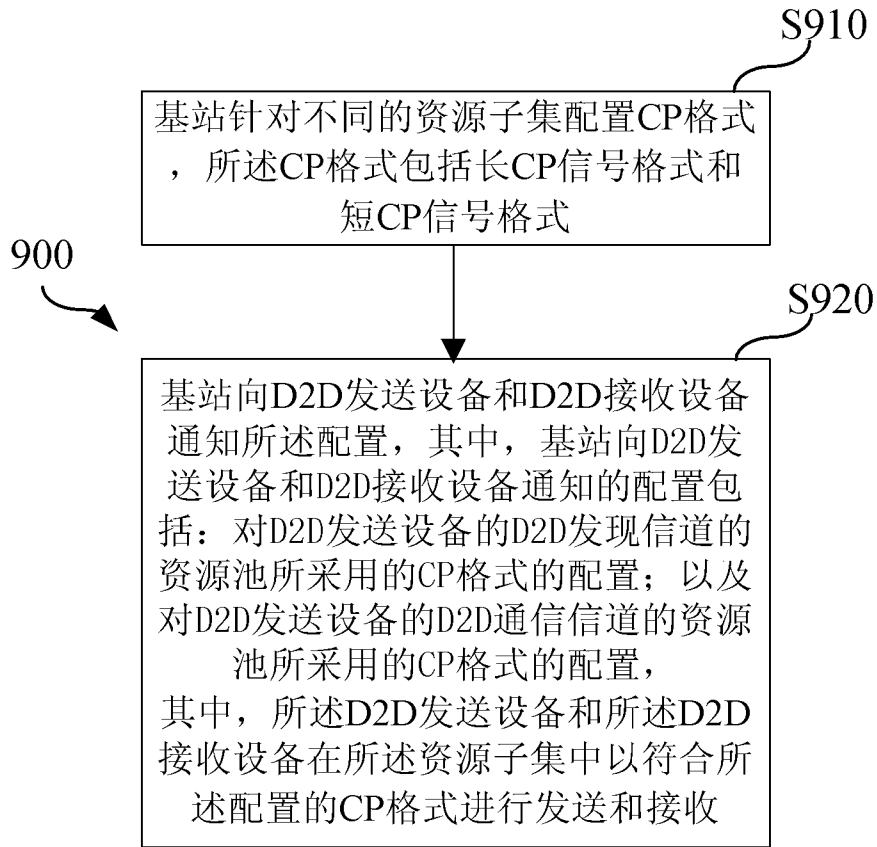 S910
基站针对不同的资源子集配置CP格式
，所述CP格式包括长CP信号格式和
短CP信号格式
900
S920
基站向D2D发送设备和D2D接收设备
通知所述配置，其中，基站向D2D发
送设备和D2D接收设备通知的配置包
括：对D2D发送设备的D2D发现信道的
资源池所采用的CP格式的配置；以及
对D2D发送设备的D2D通信信道的资源
池所采用的CP格式的配置，
其中，所述D2D发送设备和所述D2D
接收设备在所述资源子集中以符合所
述配置的CP格式进行发送和接收